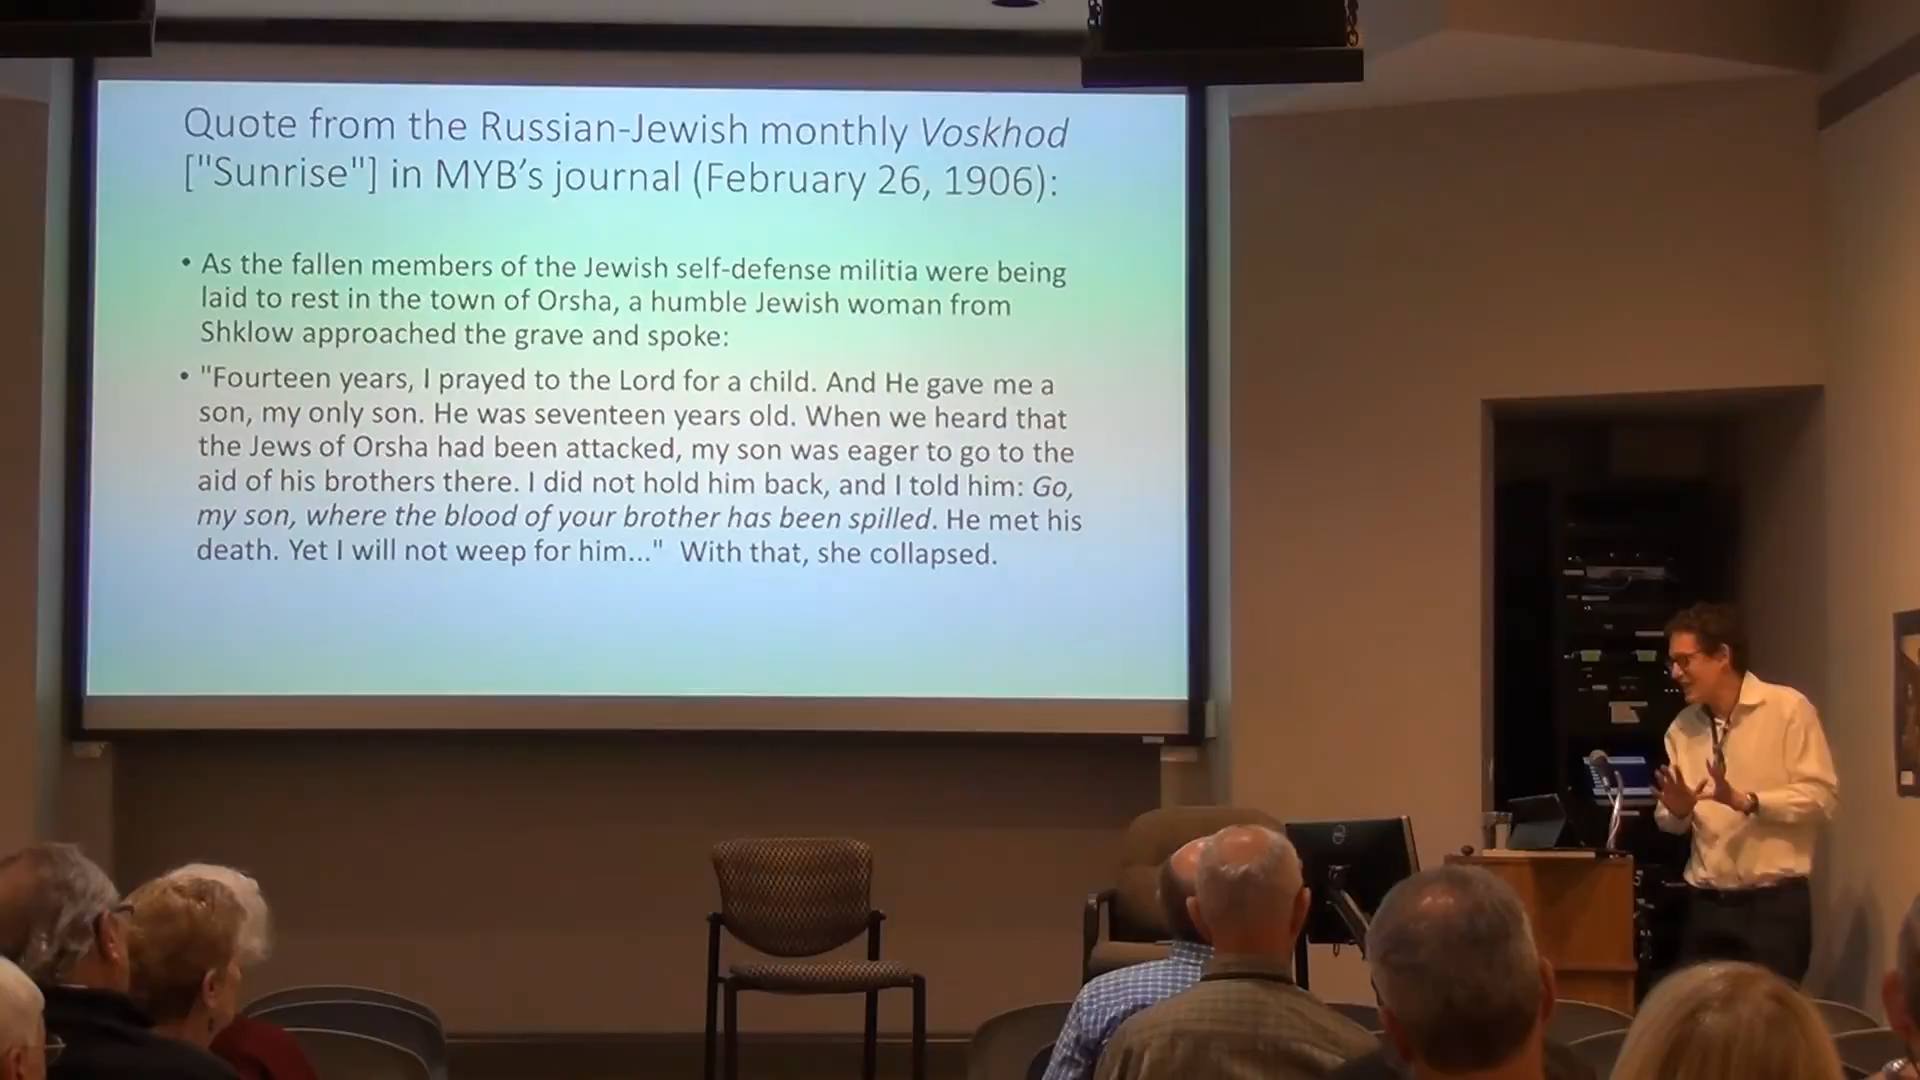 Quote from the Russian-Jewish monthly Voskhod
["Sunrise"] in MYB's journal (February 26, 1906):
• As the fallen members of the Jewish self-defense militia were being
laid to rest in the town of Orsha, a humble Jewish woman from
Shklow approached the grave and spoke:
• "Fourteen years, I prayed to the Lord for a child. And He gave me a
son, my only son. He was seventeen years old. When we heard that
the Jews of Orsha had been attacked, my son was eager to go to the
aid of his brothers there. I did not hold him back, and I told him: Go,
my son, where the blood of your brother has been spilled. He met his
death. Yet I will not weep for him..."  With that, she collapsed.